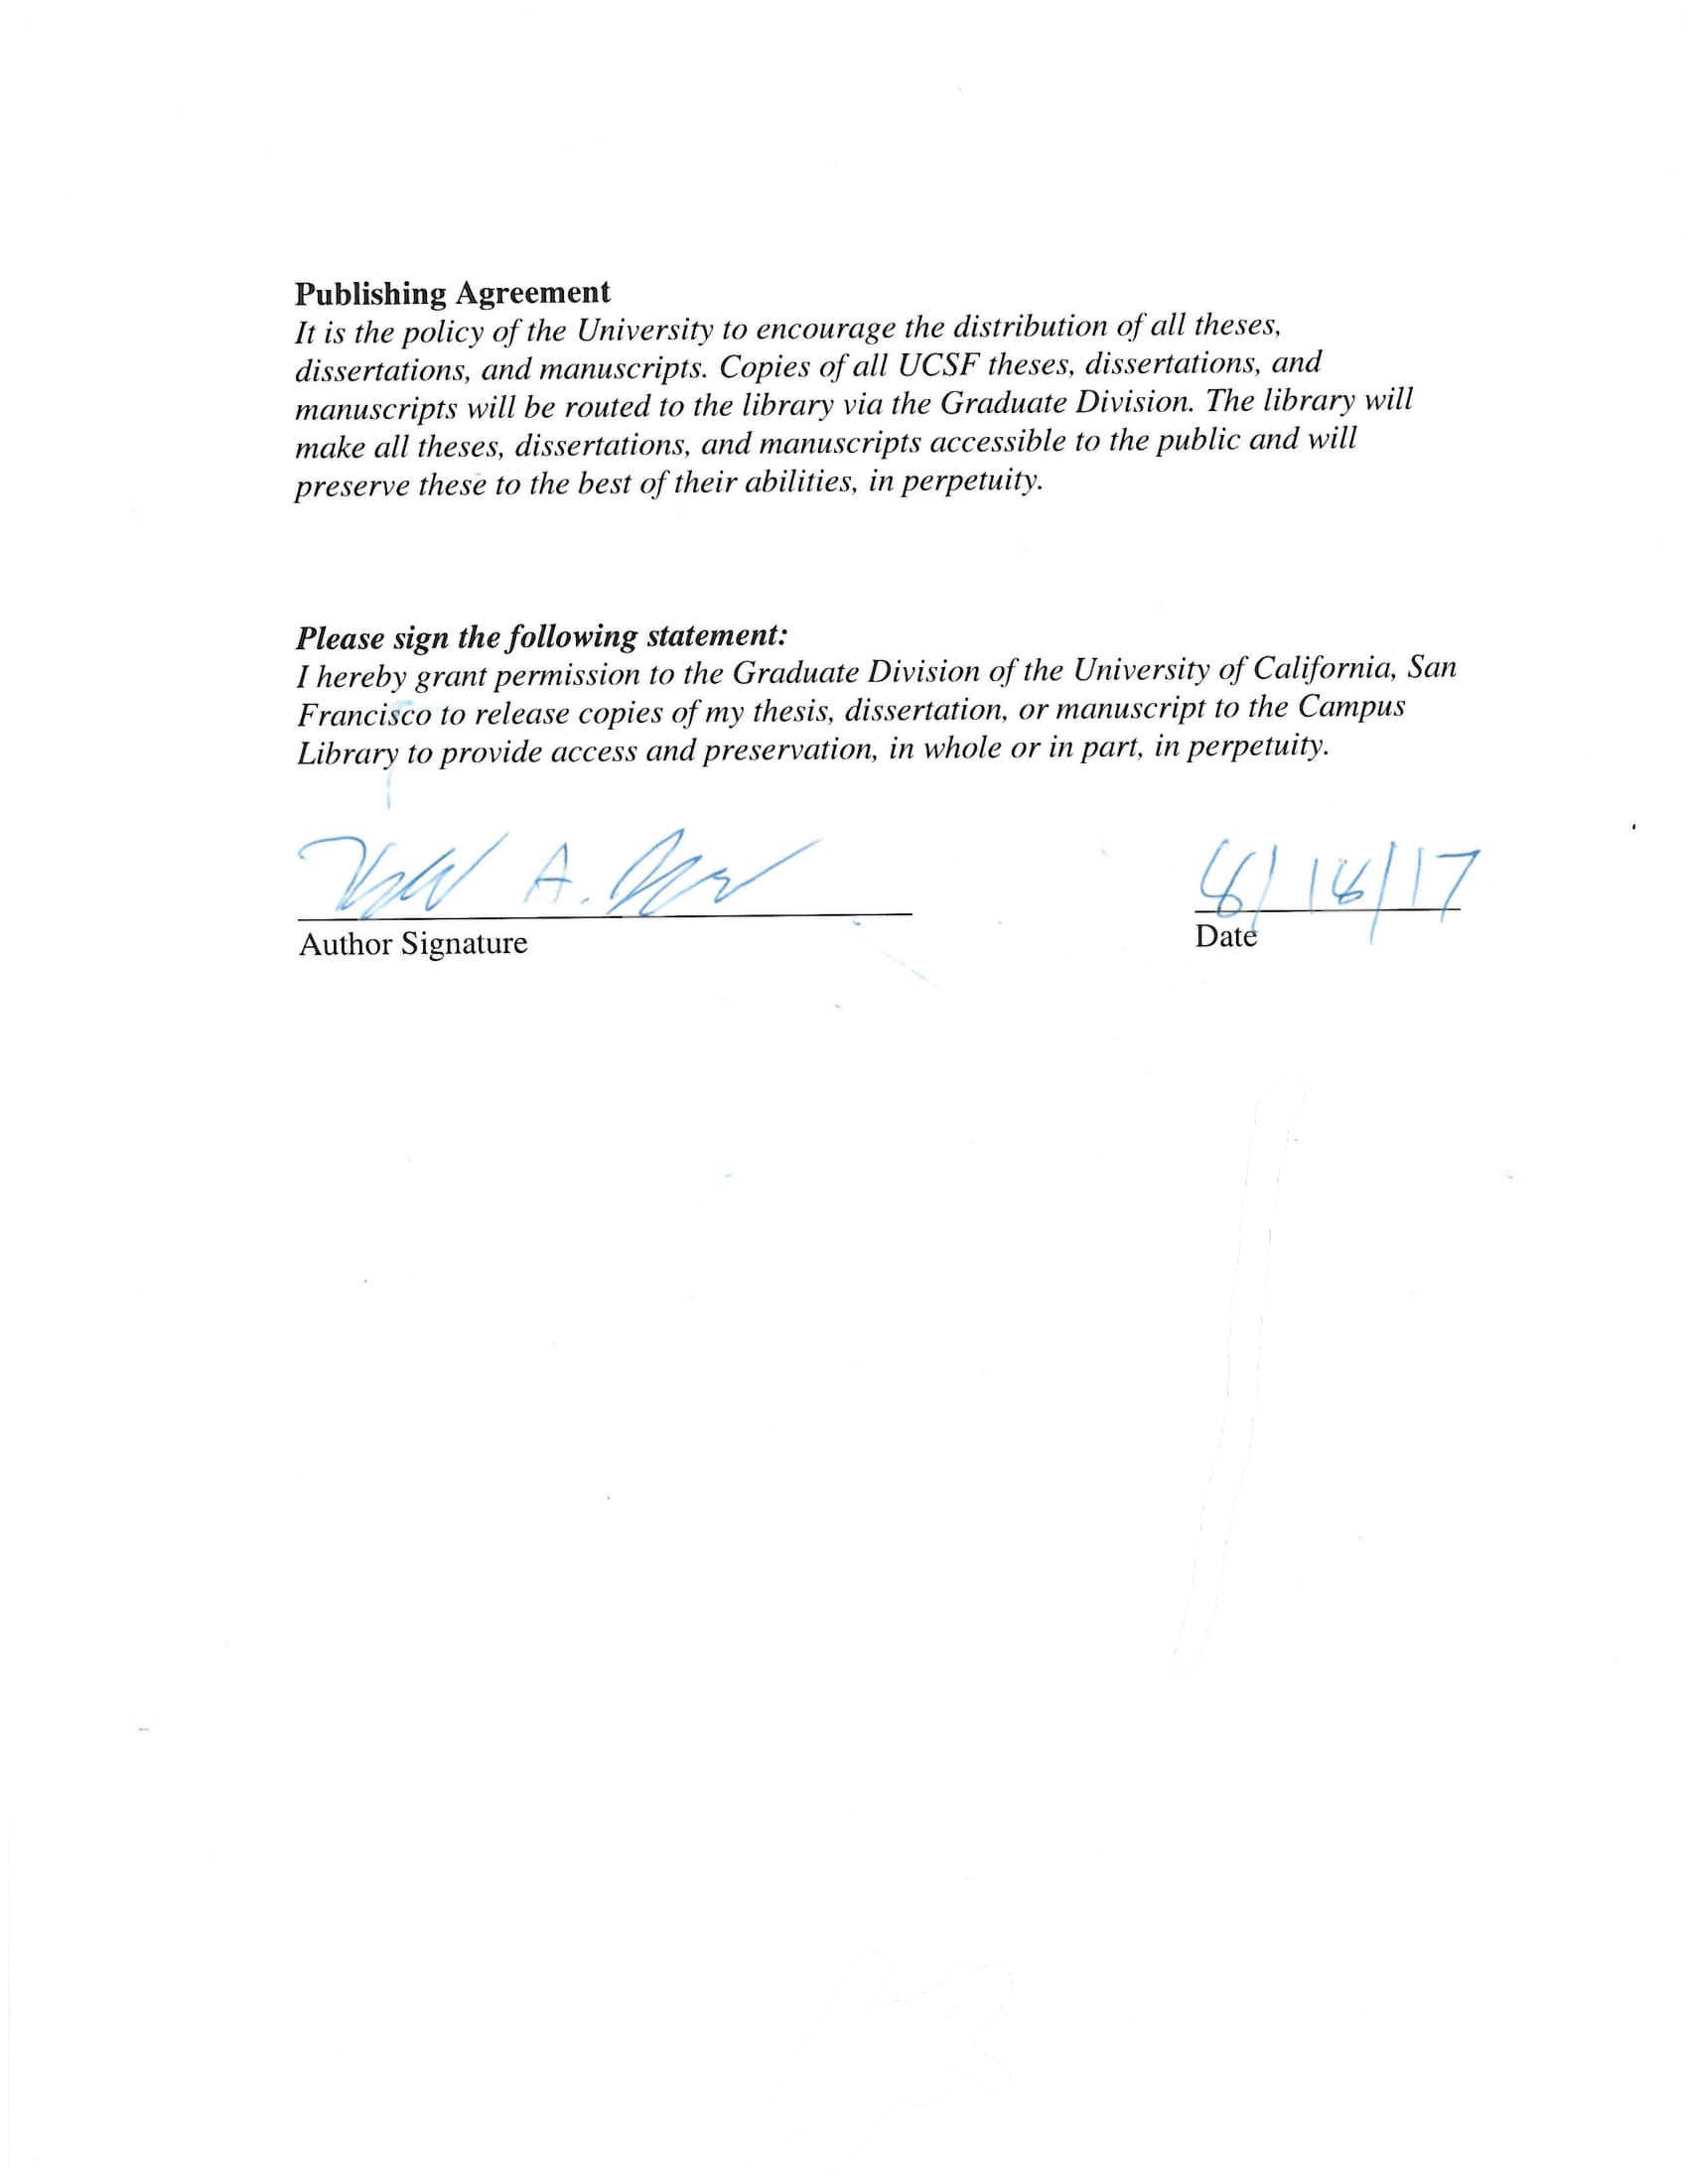 Publishing Agreement
It is the policy of the University to encourage the distribution of all theses,
dissertations, and manuscripts. Copies of all UCSF theses, dissertations, and
manuscripts will be routed to the library via the Graduate Division. The library will
make all theses, dissertations, and manuscripts accessible to the public and will
preserve these to the best of their abilities, in perpetuity.
Please sign the following statement:
I hereby grant permission to the Graduate Division of the University of California, San
Francisco to release copies of my thesis, dissertation, or manuscript to the Campus
Library to provide access and preservation, in whole or in part, in perpetuity.
A. 8/18/17
Author Signature Date